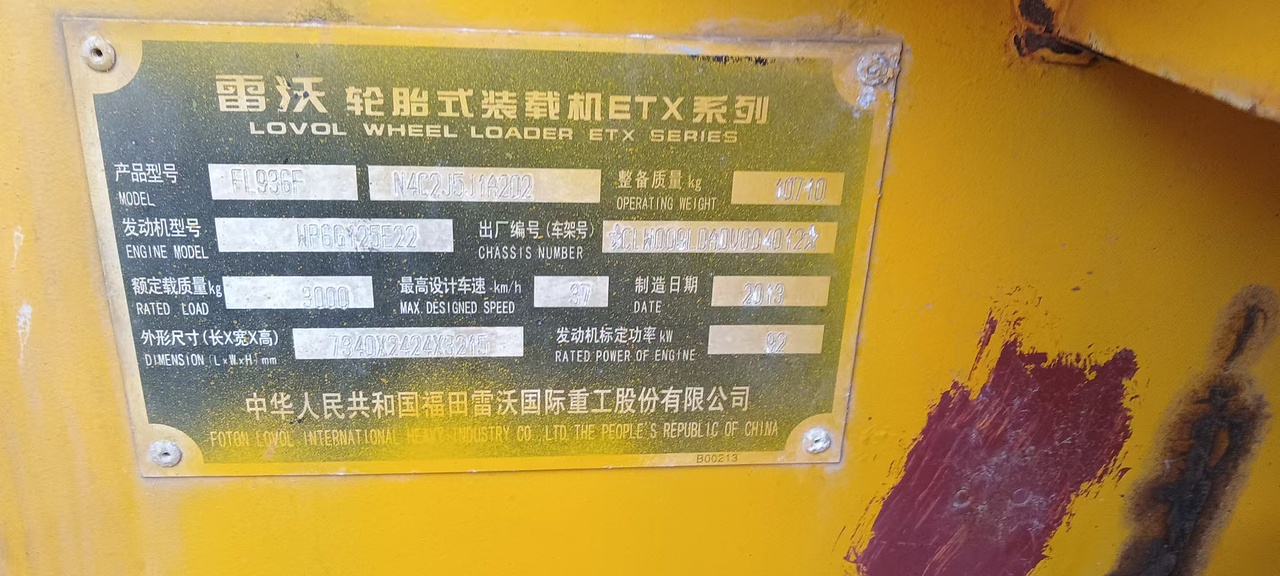 雷沃 轮胎式装载机ETX系列
LOVOL WHEEL LOADER ETX SERIES
产品型号 FL936F N4C2J5J1A202 整备质量kg 10710
MODEL OPERATING WEIGHT
发动机型号 WP6G125E22 出厂编号(车架号)
ENGINE MODEL CHASSIS NUMBER
额定载质量kg 3000 最高设计车速 km/h 37 制造日期 2013
RATED LOAD MAX.DESIGNED SPEED DATE
外形尺寸(长X宽X高) 发动机标定功率kW 92
DIMENSION (L×W×H) mm RATED POWER OF ENGINE
中华人民共和国福田雷沃国际重工股份有限公司
FOTON LOVOL INTERNATIONAL HEAVY INDUSTRY CO.,LTD.THE PEOPLE'S REPUBLIC OF CHINA
B00213